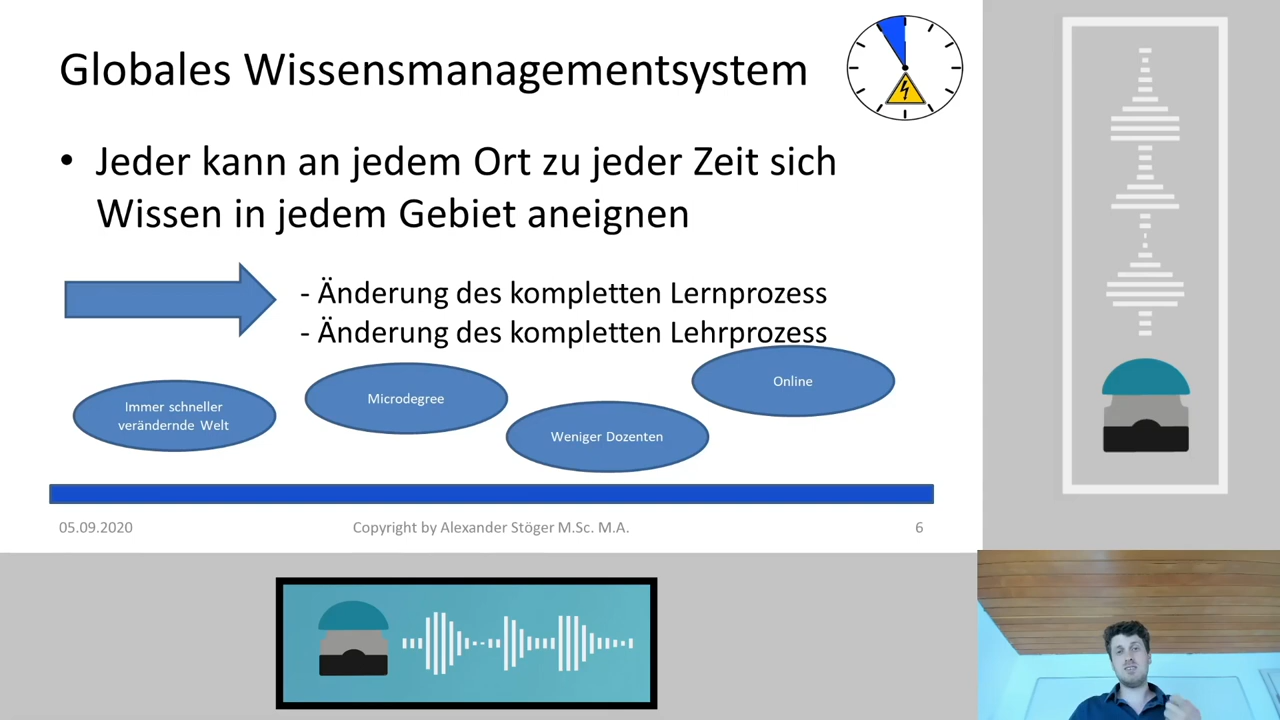 Globales Wissensmanagementsystem
• Jeder kann an jedem Ort zu jeder Zeit sich
Wissen in jedem Gebiet aneignen
- Änderung des kompletten Lernprozess
- Änderung des kompletten Lehrprozess
Immer schneller
verändernde Welt
Microdegree
Weniger Dozenten
Online
05.09.2020
Copyright by Alexander Stöger M.Sc. M.A.
6